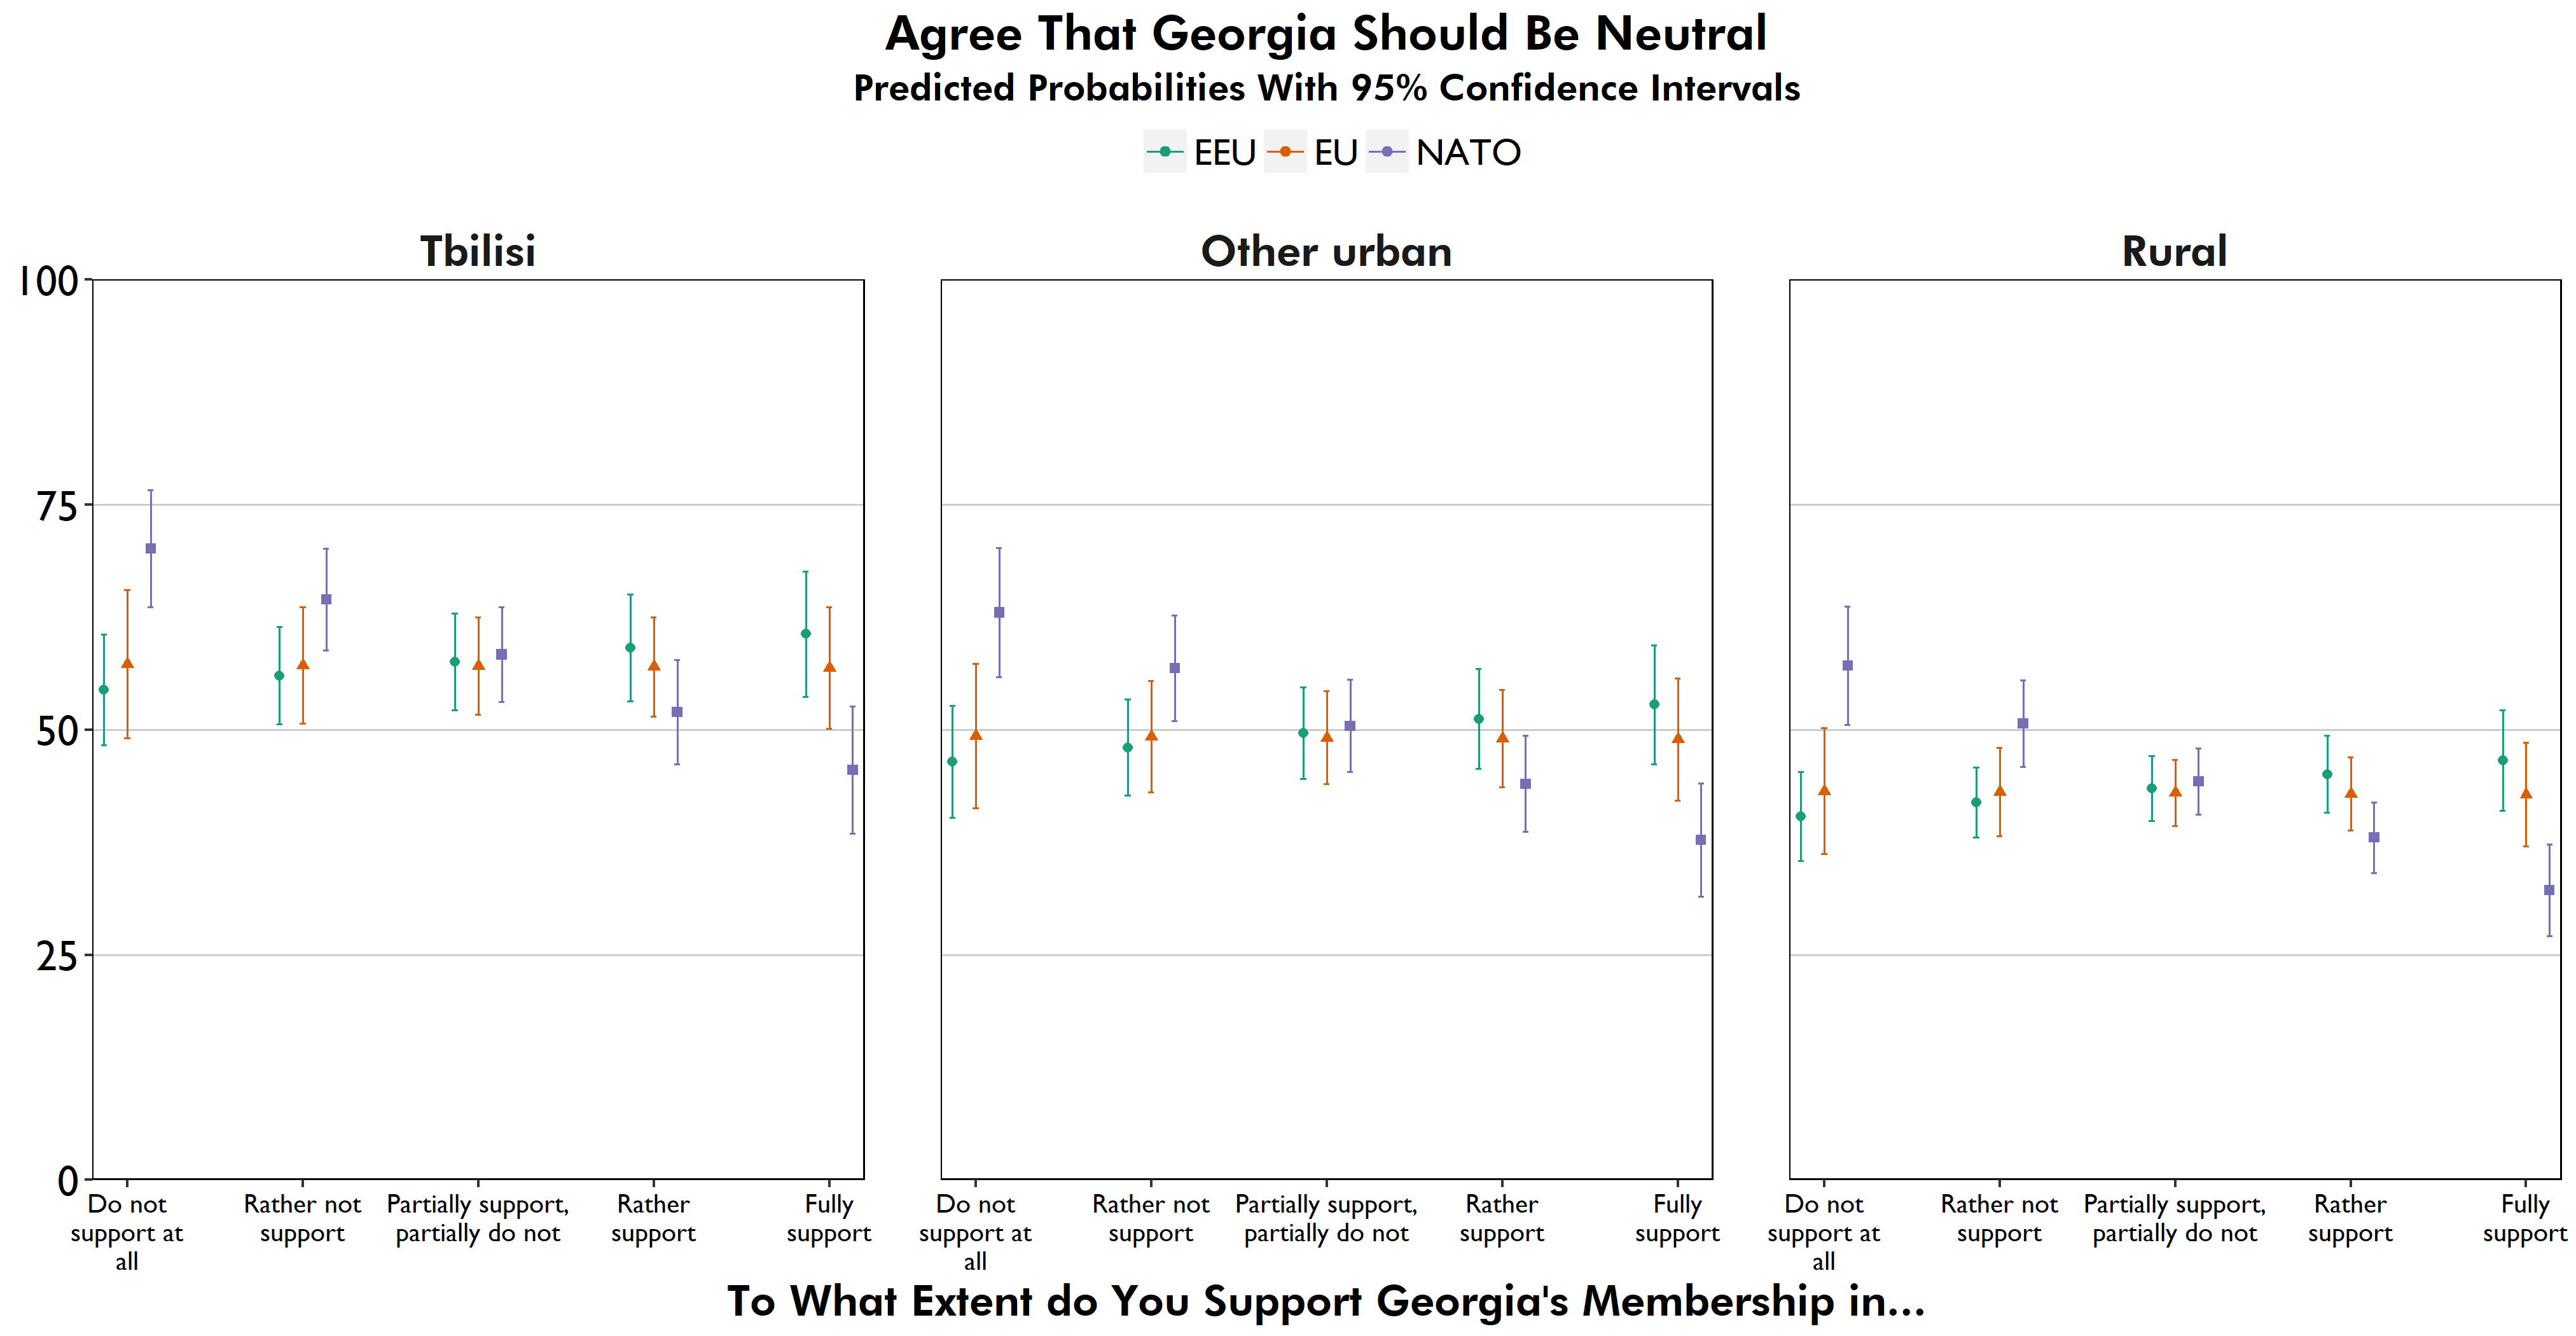 Agree That Georgia Should Be Neutral
Predicted Probabilities With 95% Confidence Intervals
EEU EU NATO
Tbilisi
Other urban
Rural
100
75
50
25
0
Do not
support at
all
Rather not
support
Partially support,
partially do not
Rather
support
Fully
support
Do not
support at
all
Rather not
support
Partially support,
partially do not
Rather
support
Fully
support
Do not
support at
all
Rather not
support
Partially support,
partially do not
Rather
support
Fully
support
To What Extent do You Support Georgia's Membership in...